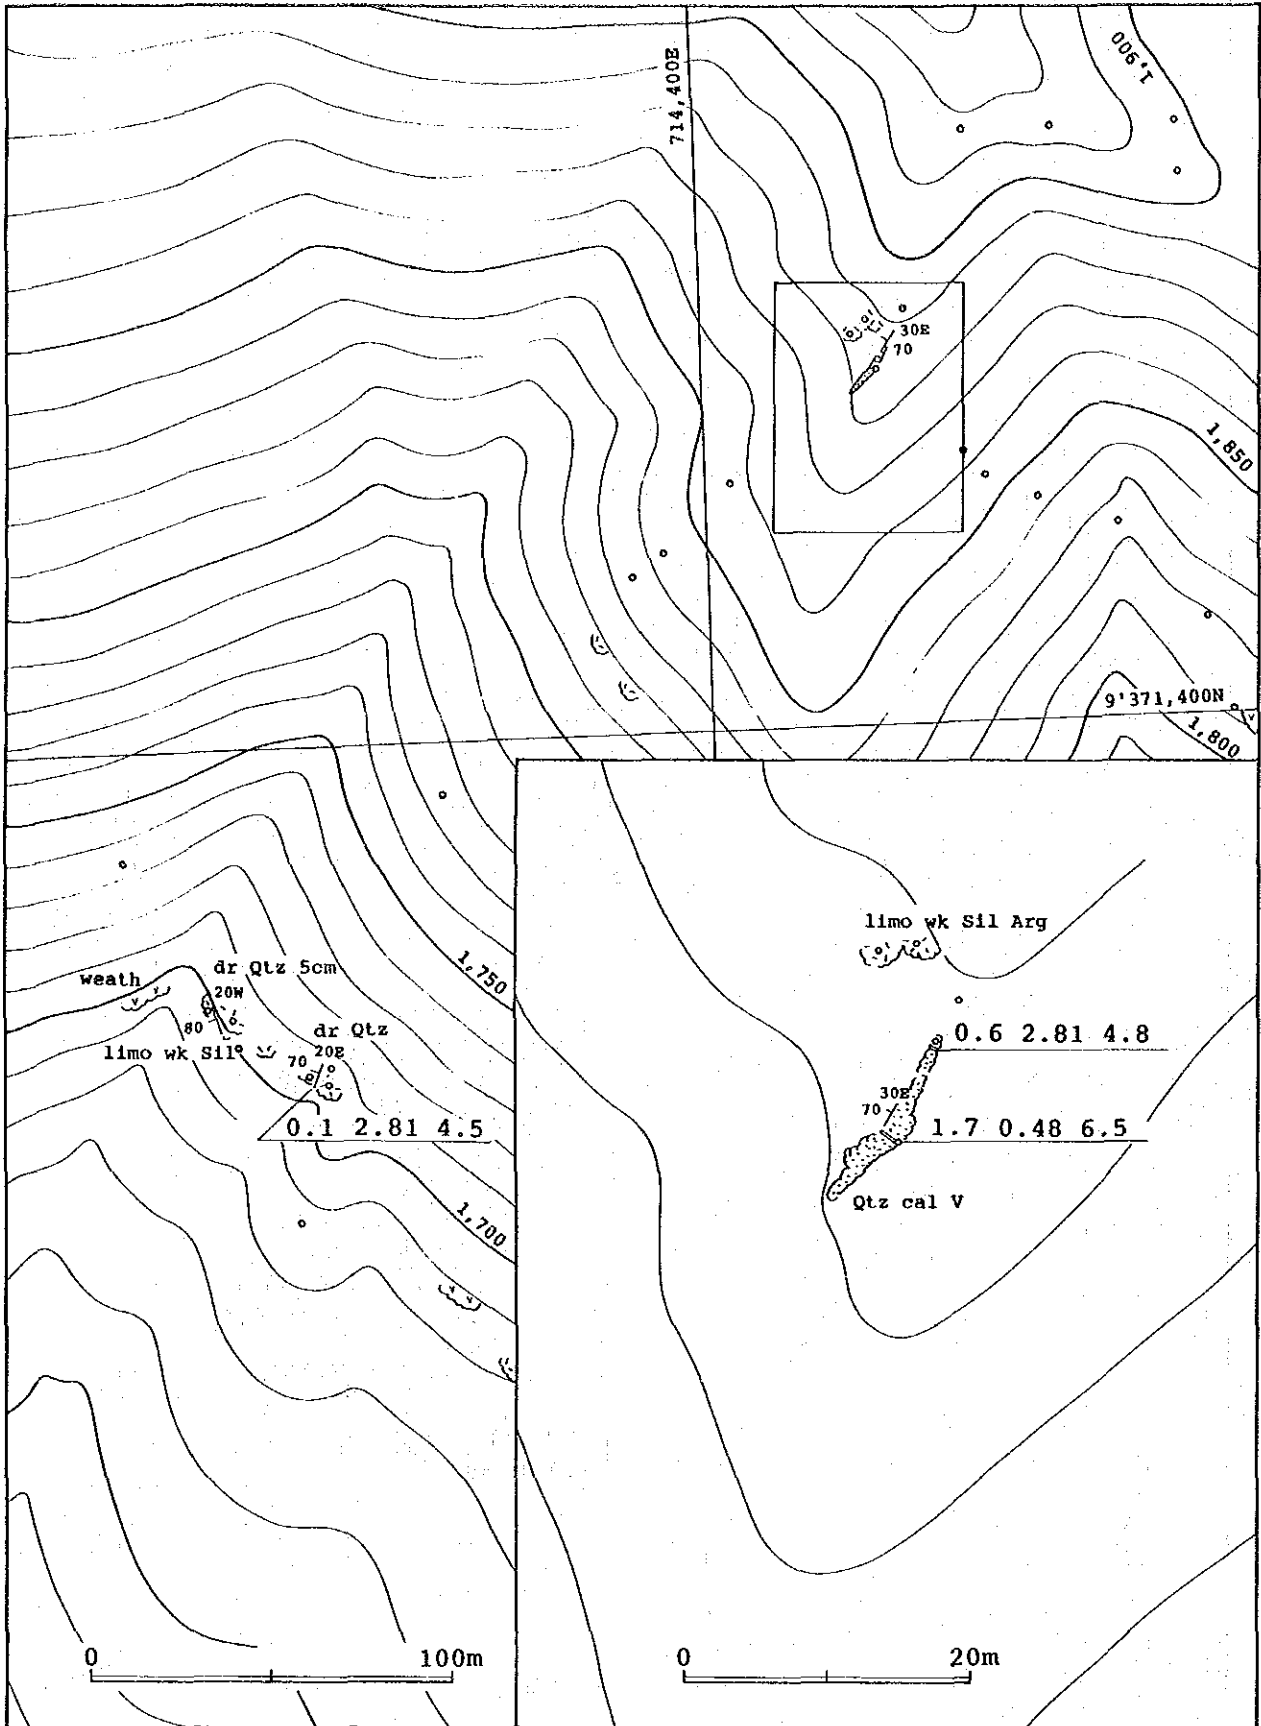 1,900
714,400E
30E
70
1,850
9'371,400N
1,800
limo wk Sil Arg
1,750
dr Qtz 5cm
weath
20W
80
dr Qtz
limo wk Sil
20E
70
0.6 2.81 4.8
30E
70
0.1 2.81 4.5
1.7 0.48 6.5
Qtz cal V
1,700
0 100m
0 20m